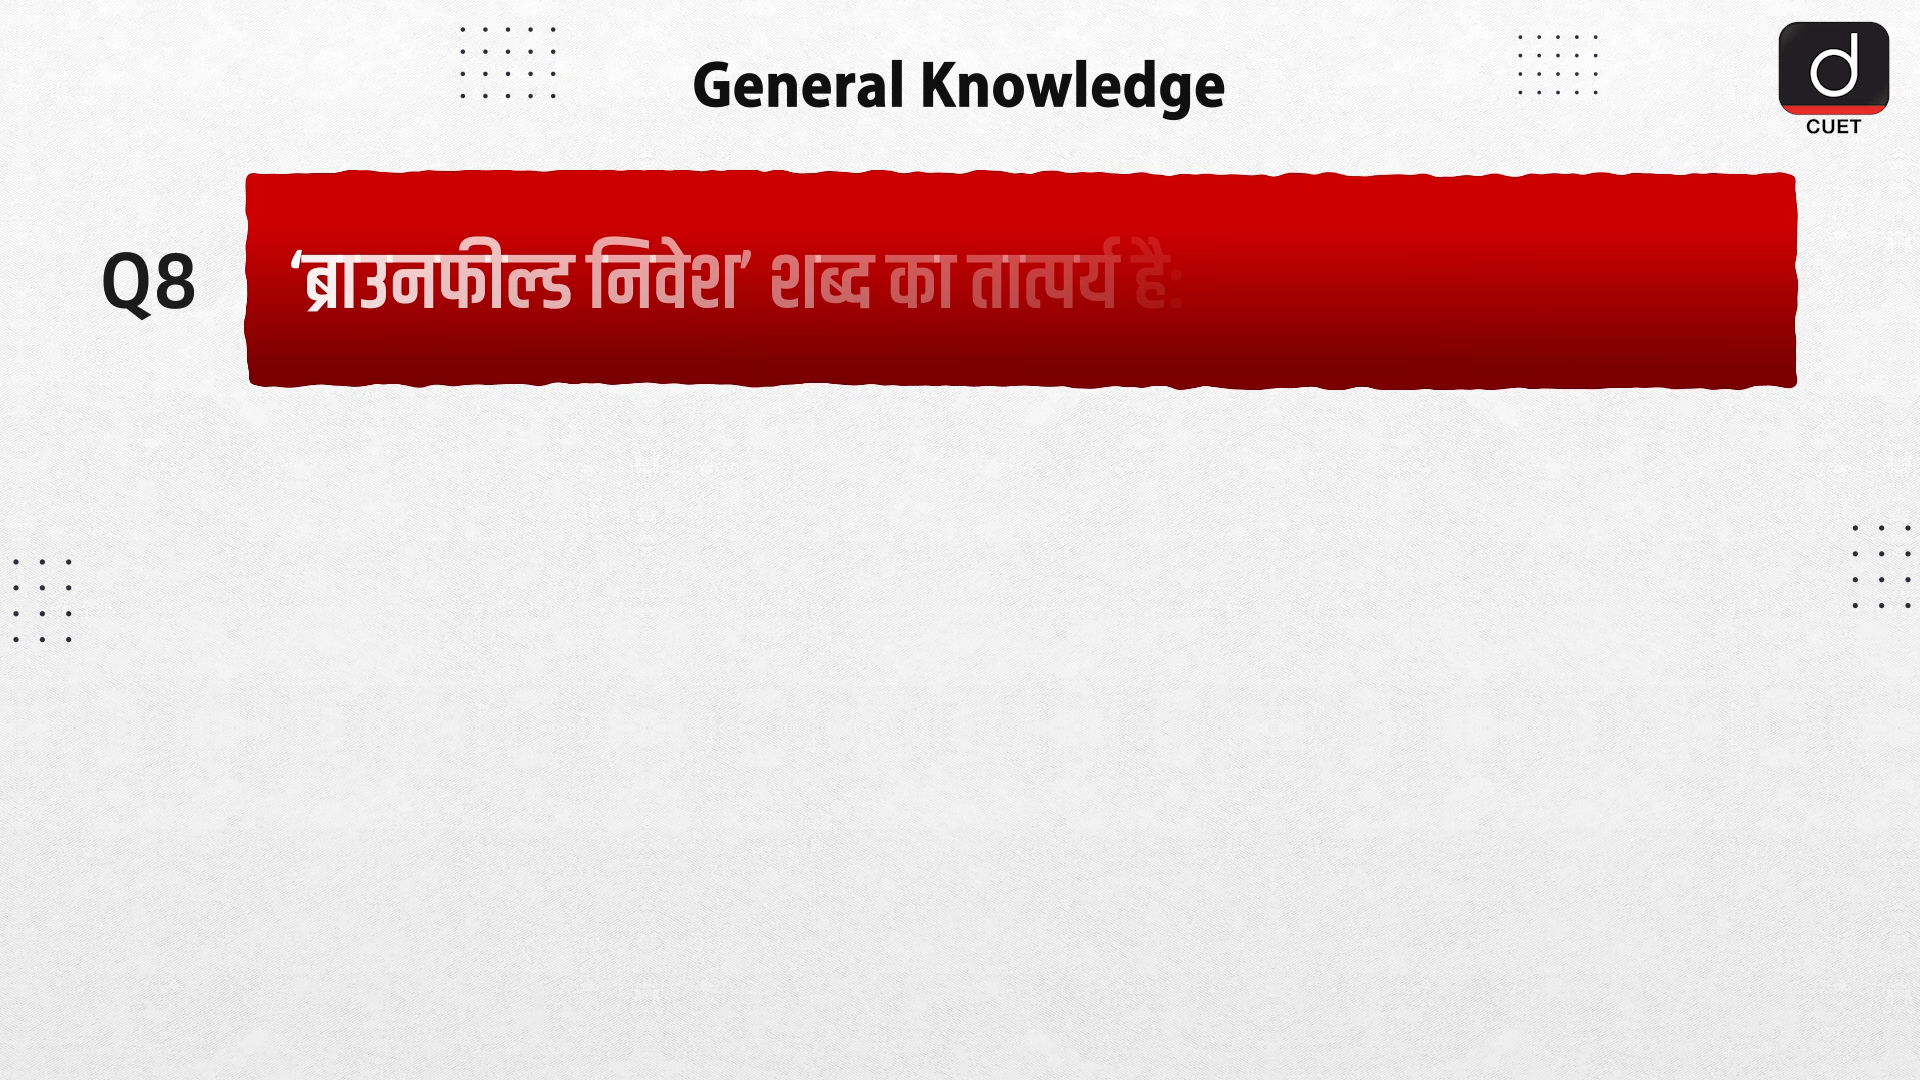 General Knowledge
CUET
Q8
‘ब्राउनफील्ड निवेश’ शब्द का तात्पर्य है: